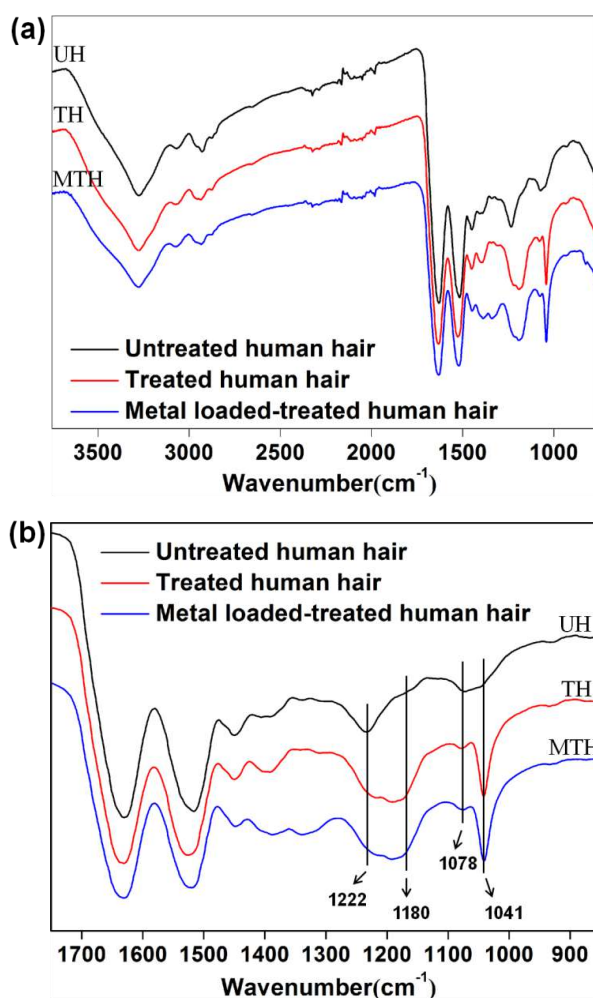 (a)
UH
TH
MTH
Untreated human hair
Treated human hair
Metal loaded-treated human hair
3500 3000 2500 2000 1500 1000
Wavenumber(cm⁻¹)
(b)
Untreated human hair
Treated human hair
Metal loaded-treated human hair
UH
TH
MTH
1222 1180 1078 1041
1700 1600 1500 1400 1300 1200 1100 1000 900
Wavenumber(cm⁻¹)